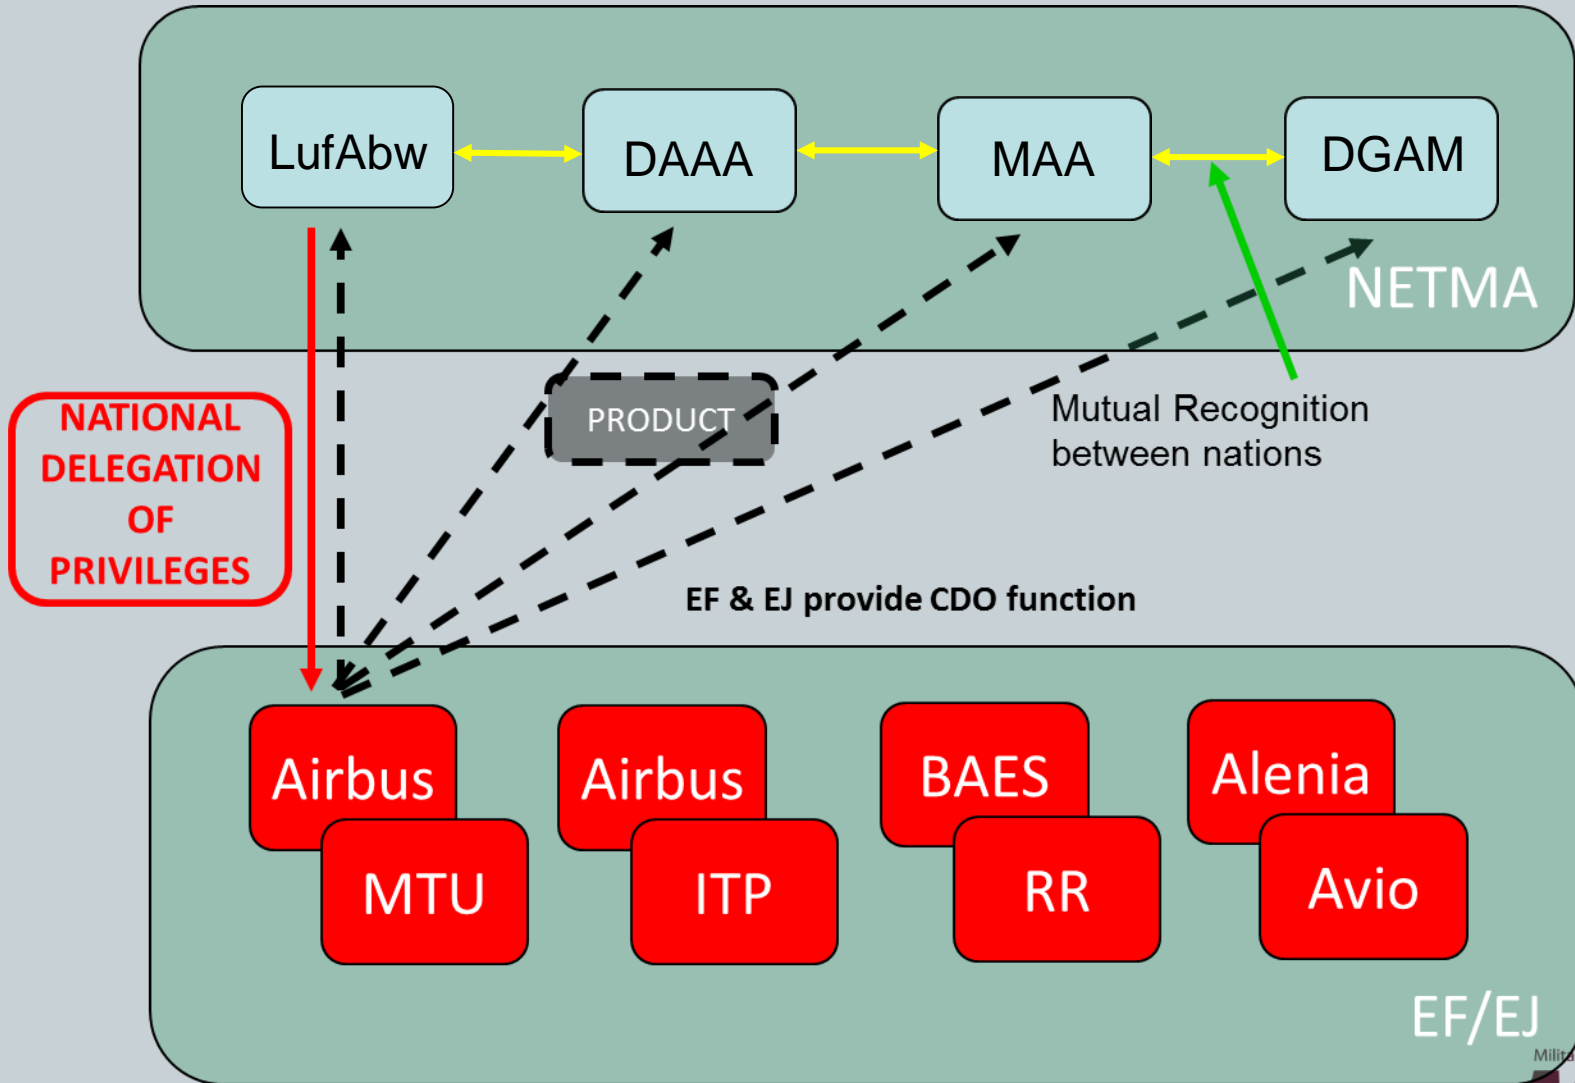 LufAbw
DAAA
MAA
DGAM
NETMA
NATIONAL
DELEGATION
OF
PRIVILEGES
PRODUCT
Mutual Recognition
between nations
EF & EJ provide CDO function
Airbus
MTU
Airbus
ITP
BAES
RR
Alenia
Avio
EF/EJ